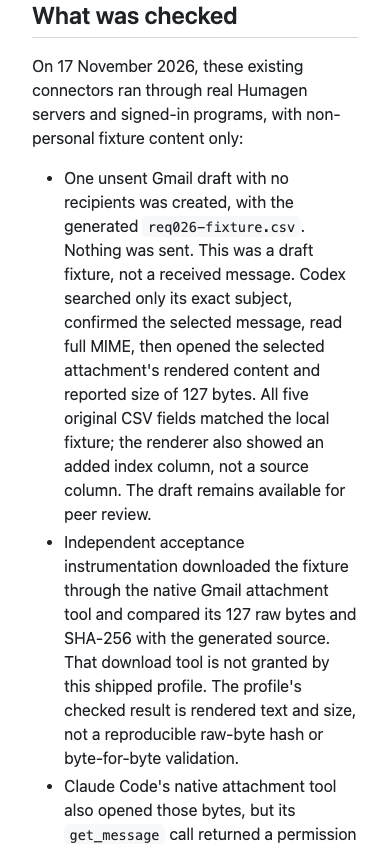 What was checked
On 17 November 2026, these existing
connectors ran through real Humagen
servers and signed-in programs, with non-
personal fixture content only:
• One unsent Gmail draft with no
recipients was created, with the
generated req026-fixture.csv.
Nothing was sent. This was a draft
fixture, not a received message. Codex
searched only its exact subject,
confirmed the selected message, read
full MIME, then opened the selected
attachment's rendered content and
reported size of 127 bytes. All five
original CSV fields matched the local
fixture; the renderer also showed an
added index column, not a source
column. The draft remains available for
peer review.
• Independent acceptance
instrumentation downloaded the fixture
through the native Gmail attachment
tool and compared its 127 raw bytes and
SHA-256 with the generated source.
That download tool is not granted by
this shipped profile. The profile's
checked result is rendered text and size,
not a reproducible raw-byte hash or
byte-for-byte validation.
• Claude Code's native attachment tool
also opened those bytes, but its
get_message call returned a permission